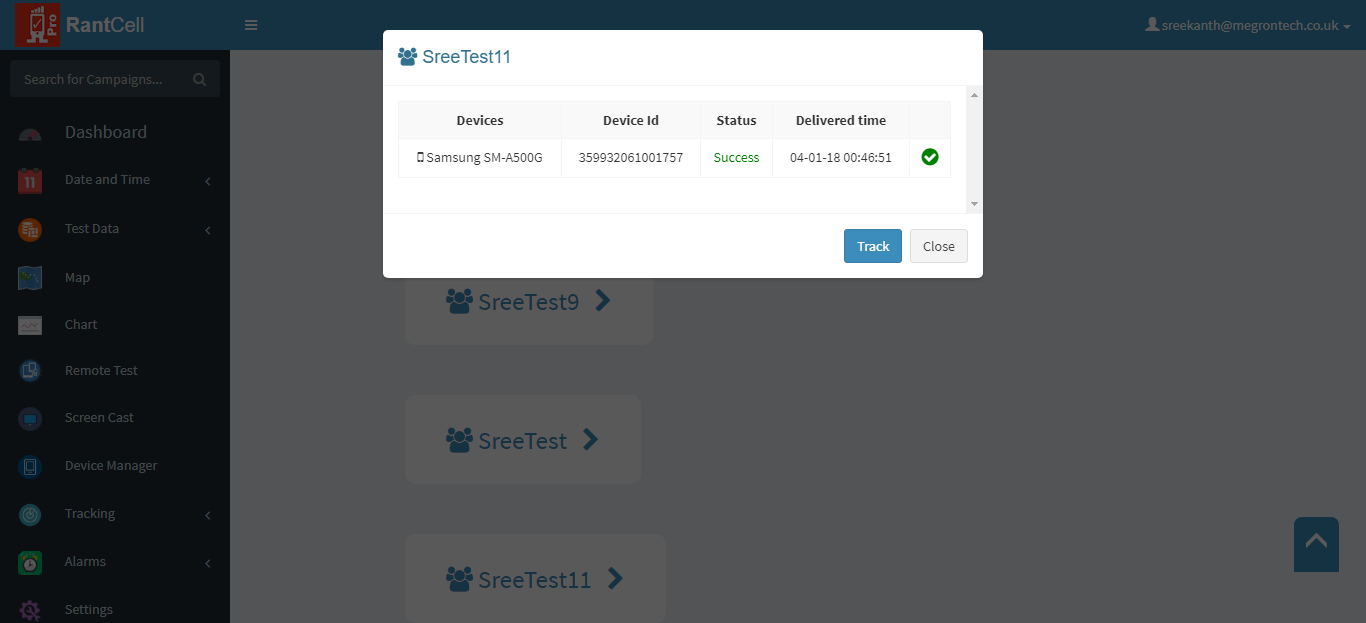 Pro
RantCell
sreekanth@megrontech.co.uk
Search for Campaigns...
Dashboard
11
Date and Time
Test Data
Map
Chart
Remote Test
Screen Cast
Device Manager
Tracking
Alarms
Settings
SreeTest11
Devices Device Id Status Delivered time
Samsung SM-A500G 359932061001757 Success 04-01-18 00:46:51
Track Close
SreeTest9
SreeTest
SreeTest11